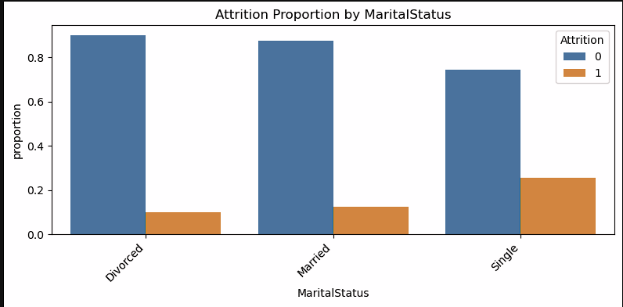 Attrition Proportion by MaritalStatus
Attrition
0
1
proportion
0.8
0.6
0.4
0.2
0.0
Divorced
Married
Single
MaritalStatus